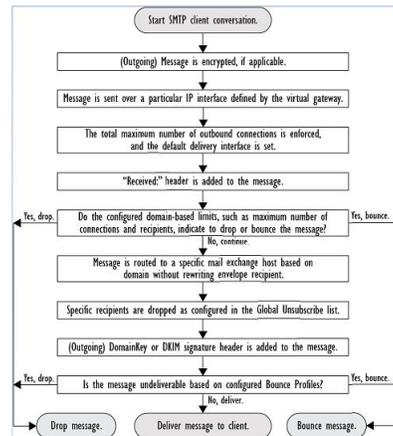 Start SMTP client conversation.
(Outgoing) Message is encrypted, if applicable.
Message is sent over a particular IP interface defined by the virtual gateway.
The total maximum number of outbound connections is enforced,
and the default delivery interface is set.
“Received:” header is added to the message.
Yes, drop.
Do the configured domain-based limits, such as maximum number of
connections and recipients, indicate to drop or bounce the message?
Yes, bounce.
No, continue.
Message is routed to a specific mail exchange host based on
domain without rewriting envelope recipient.
Specific recipients are dropped as configured in the Global Unsubscribe list.
(Outgoing) DomainKey or DKIM signature header is added to the message.
Yes, drop.
Is the message undeliverable based on configured Bounce Profiles?
Yes, bounce.
No, deliver.
Drop message.
Deliver message to client.
Bounce message.